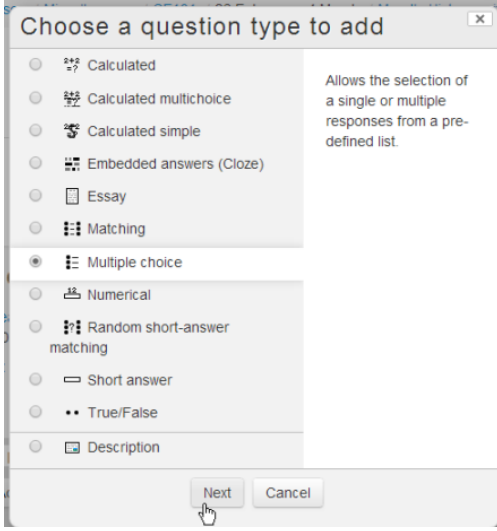 Choose a question type to add
Calculated
Calculated multichoice
Calculated simple
Embedded answers (Cloze)
Essay
Matching
Multiple choice
Numerical
Random short-answer
matching
Short answer
True/False
Description
Allows the selection of
a single or multiple
responses from a pre-
defined list.
Next
Cancel